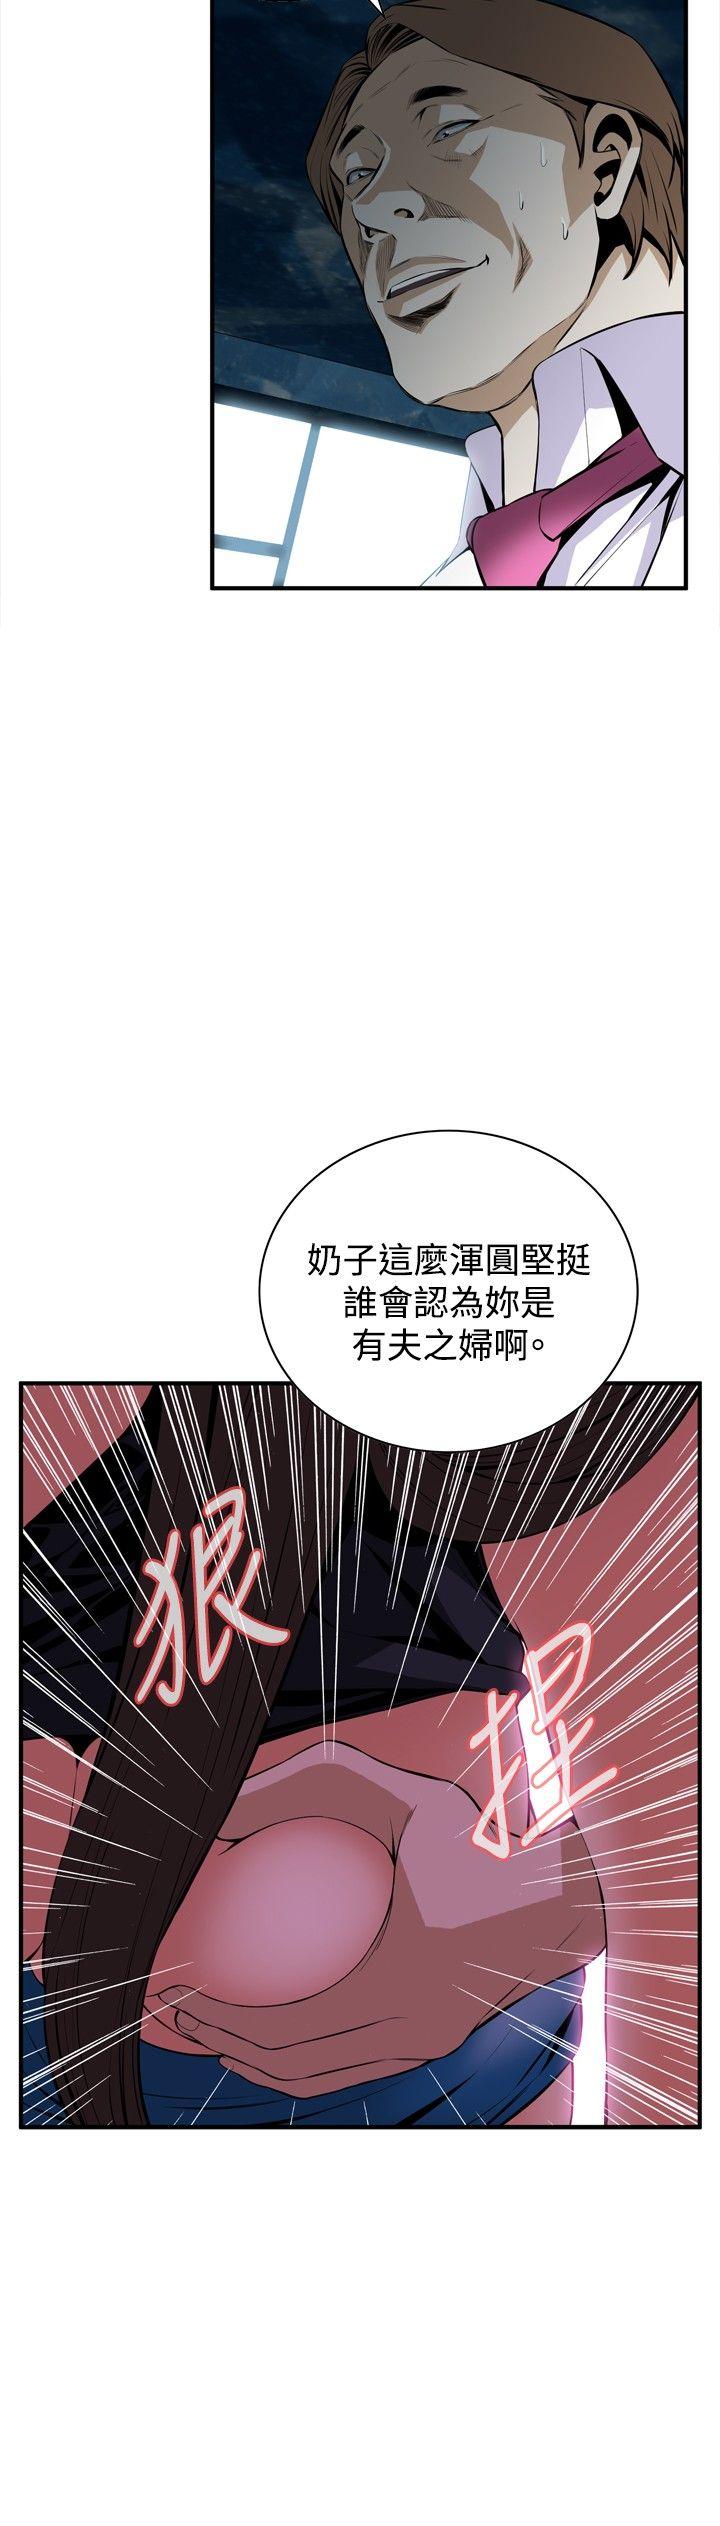 奶子這麼渾圓堅挺
誰會認為妳是
有夫之婦啊。
狠
捏